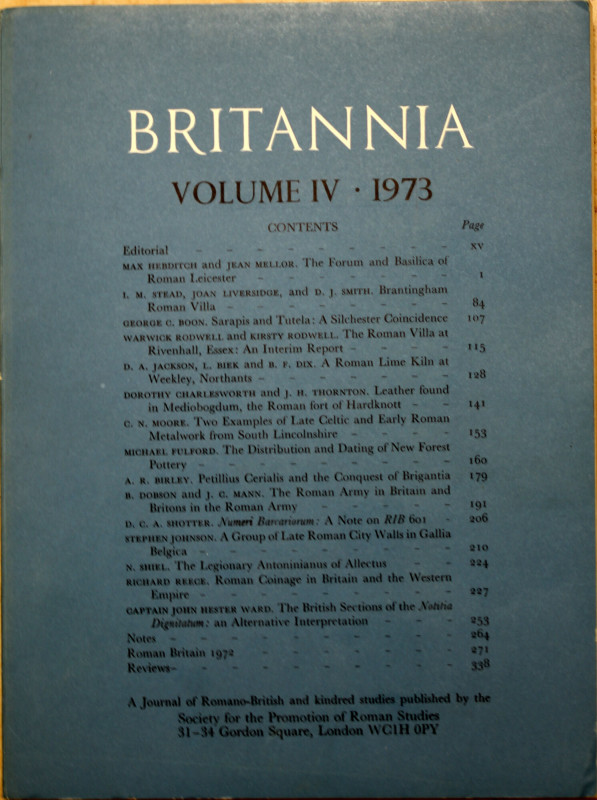 BRITANNIA
VOLUME IV · 1973
CONTENTS Page
Editorial – – – – – – – – – xv
MAX HEBDITCH and JEAN MELLOR. The Forum and Basilica of
Roman Leicester – – – – – – – 1
I. M. STEAD, JOAN LIVERSIDGE, and D. J. SMITH. Brantingham
Roman Villa – – – – – – – – 84
GEORGE C. BOON. Sarapis and Tutela: A Silchester Coincidence 107
WARWICK RODWELL and KIRSTY RODWELL. The Roman Villa at
Rivenhall, Essex: An Interim Report – – – – 115
D. A. JACKSON, L. BIEK and B. F. DIX. A Roman Lime Kiln at
Weekley, Northants – – – – – – – 128
DOROTHY CHARLESWORTH and J. H. THORNTON. Leather found
in Mediobogdum, the Roman fort of Hardknott – – 141
C. N. MOORE. Two Examples of Late Celtic and Early Roman
Metalwork from South Lincolnshire – – – – 153
MICHAEL FULFORD. The Distribution and Dating of New Forest
Pottery – – – – – – – – – 160
A. R. BIRLEY. Petillius Cerialis and the Conquest of Brigantia 179
B. DOBSON and J. C. MANN. The Roman Army in Britain and
Britons in the Roman Army – – – – – 191
D. C. A. SHOTTER. Numeri Barcariorum: A Note on RIB 601 – 206
STEPHEN JOHNSON. A Group of Late Roman City Walls in Gallia
Belgica – – – – – – – – – 210
N. SHIEL. The Legionary Antoninianus of Allectus – – 224
RICHARD REECE. Roman Coinage in Britain and the Western
Empire – – – – – – – – – 227
CAPTAIN JOHN HESTER WARD. The British Sections of the Notitia
Dignitatum: an Alternative Interpretation – – – 253
Notes – – – – – – – – – – 264
Roman Britain 1972 – – – – – – – – 271
Reviews– – – – – – – – – – 338
A Journal of Romano-British and kindred studies published by the
Society for the Promotion of Roman Studies
31–34 Gordon Square, London WC1H 0PY